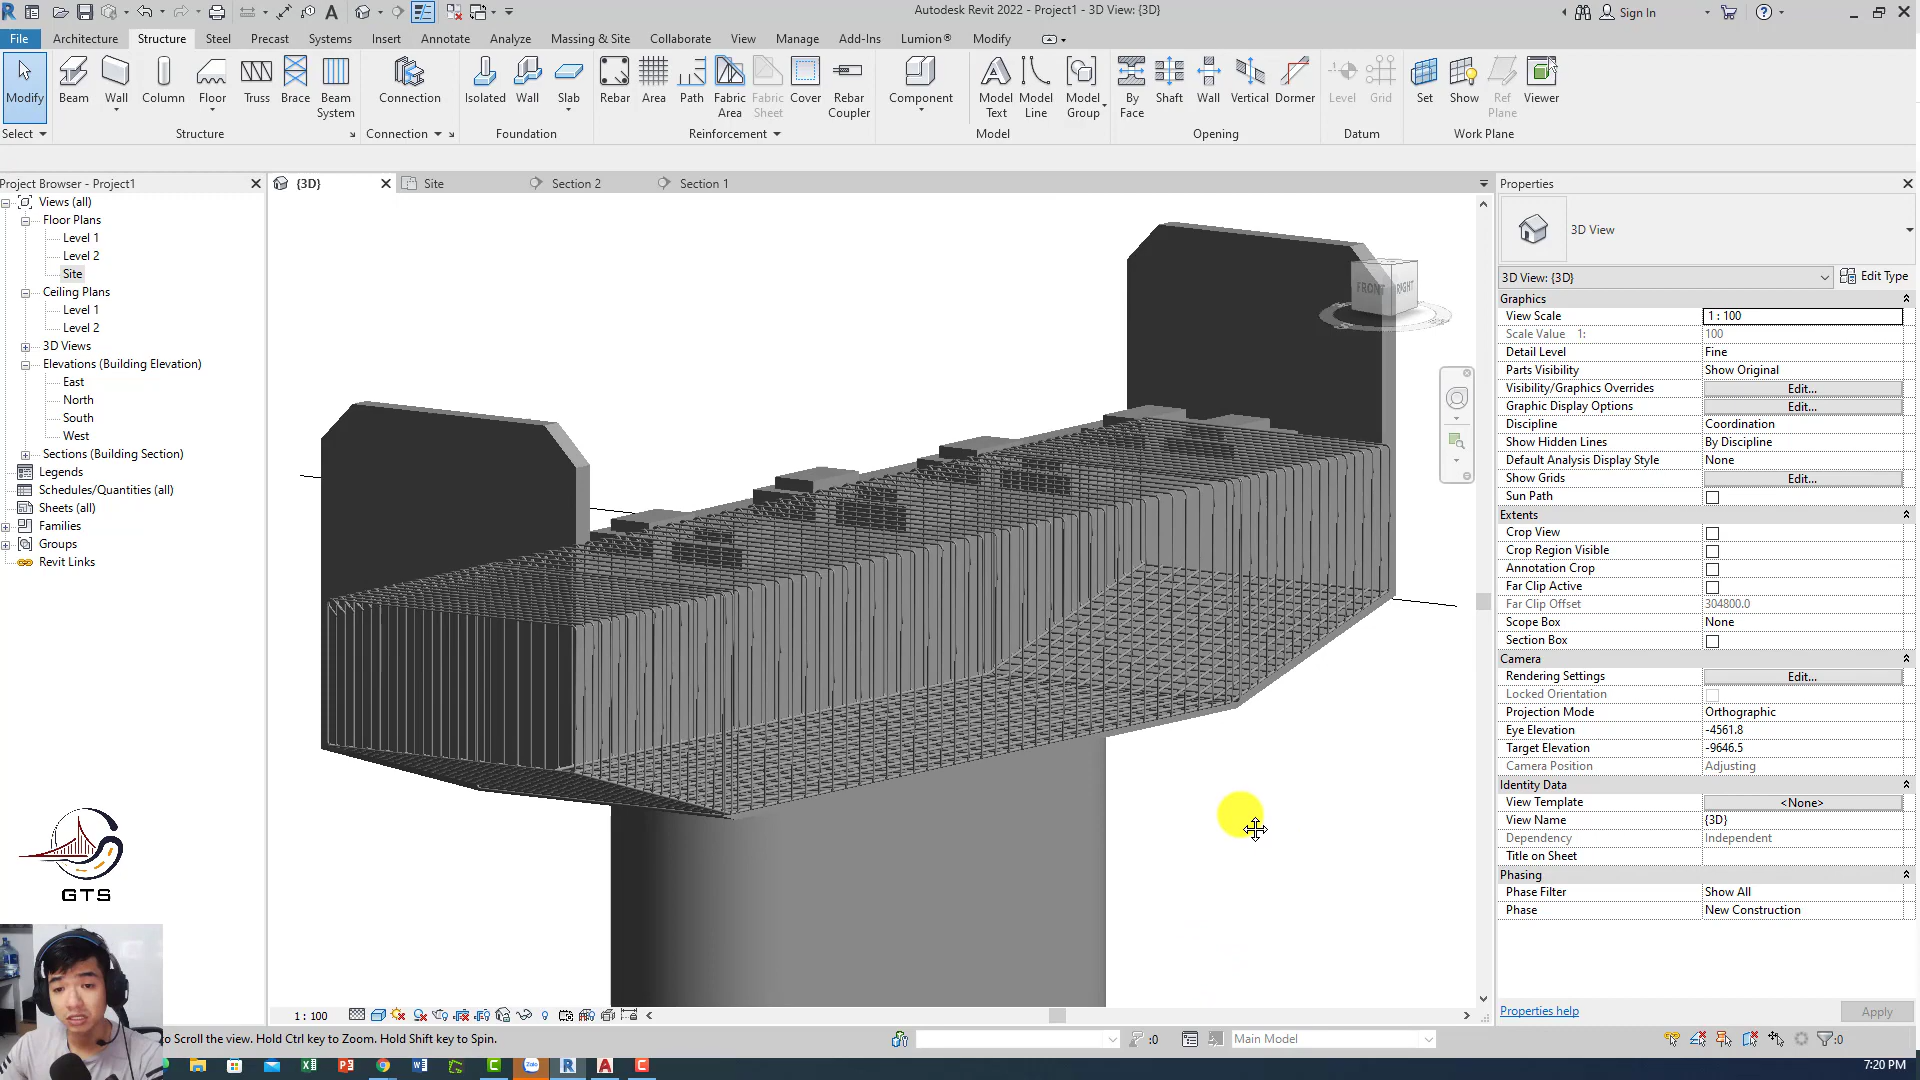 Autodesk Revit 2022 - Project1 - 3D View: {3D}
Sign In
File Architecture Structure Steel Precast Systems Insert Annotate Analyze Massing & Site Collaborate View Manage Add-Ins Lumion® Modify
Modify Beam Wall Column Floor Truss Brace Beam System Connection Isolated Wall Slab Rebar Area Path Fabric Area Fabric Sheet Cover Rebar Coupler Component Model Text Model Line Model Group By Face Shaft Wall Vertical Dormer Level Grid Set Show Ref Plane Viewer
Select Structure Connection Foundation Reinforcement Model Opening Datum Work Plane
Project Browser - Project1
{3D} Site Section 2 Section 1
Views (all)
Floor Plans
Level 1
Level 2
Site
Ceiling Plans
Level 1
Level 2
3D Views
Elevations (Building Elevation)
East
North
South
West
Sections (Building Section)
Legends
Schedules/Quantities (all)
Sheets (all)
Families
Groups
Revit Links
GTS
FRONT RIGHT
Properties
3D View
3D View: {3D} Edit Type
Graphics
View Scale 1 : 100
Scale Value 1: 100
Detail Level Fine
Parts Visibility Show Original
Visibility/Graphics Overrides Edit...
Graphic Display Options Edit...
Discipline Coordination
Show Hidden Lines By Discipline
Default Analysis Display Style None
Show Grids Edit...
Sun Path
Extents
Crop View
Crop Region Visible
Annotation Crop
Far Clip Active
Far Clip Offset 304800.0
Scope Box None
Section Box
Camera
Rendering Settings Edit...
Locked Orientation
Projection Mode Orthographic
Eye Elevation -4561.8
Target Elevation -9646.5
Camera Position Adjusting
Identity Data
View Template <None>
View Name {3D}
Dependency Independent
Title on Sheet
Phasing
Phase Filter Show All
Phase New Construction
Properties help Apply
1 : 100
Scroll the view. Hold Ctrl key to Zoom. Hold Shift key to Spin.
:0 Main Model :0
7:20 PM